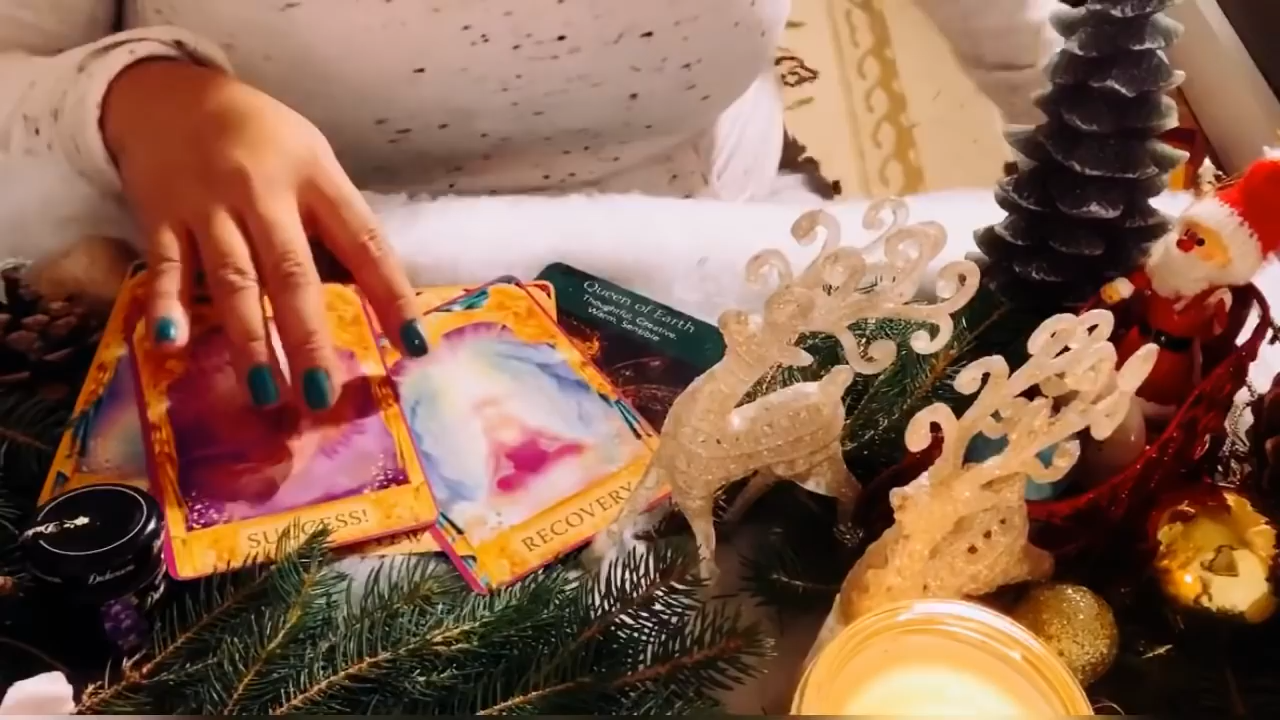 Queen of Earth
Thoughtful, Creative,
Warm, Sensible
SUCCESS!
RECOVERY